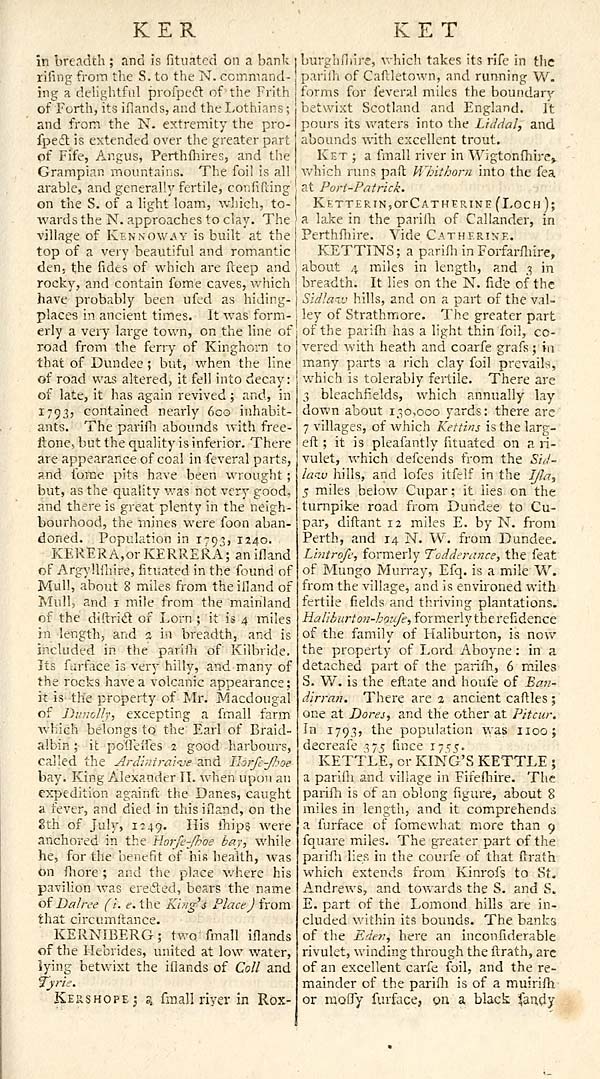 KER
in breadth; and is ſituated on a bank
riſing from the S. to the N. command-
ing a delightful proſpect of the Frith
of Forth, its iſlands, and the Lothians;
and from the N. extremity the pro-
ſpect is extended over the greater part
of Fife, Angus, Perthſhires, and the
Grampian mountains. The ſoil is all
arable, and generally fertile, conſiſting
on the S. of a light loam, which, to-
wards the N. approaches to clay. The
village of KENNOWAY is built at the
top of a very beautiful and romantic
den, the ſides of which are ſteep and
rocky, and contain ſome caves, which
have probably been uſed as hiding-
places in ancient times. It was form-
erly a very large town, on the line of
road from the ferry of Kinghorn to
that of Dundee; but, when the line
of road was altered, it fell into decay:
of late, it has again revived; and, in
1793, contained nearly 600 inhabit-
ants. The pariſh abounds with free-
ſtone, but the quality is inferior. There
are appearance of coal in ſeveral parts,
and ſome pits have been wrought;
but, as the quality was not very good,
and there is great plenty in the neigh-
bourhood, the mines were ſoon aban-
doned. Population in 1793, 1240.
KERERA, or KERRERA; an iſland
of Argyllſhire, ſituated in the ſound of
Mull, about 8 miles from the iſland of
Mull, and 1 mile from the mainland
of the diſtrict of Lorn; it is 4 miles
in length, and 2 in breadth, and is
included in the pariſh of Kilbride.
Its ſurface is very hilly, and many of
the rocks have a volcanic appearance;
it is the property of Mr. Macdougal
of Dunolly, excepting a ſmall farm
which belongs to the Earl of Braid-
albin; it poſſeſſes 2 good harbours,
called the Ardintraive and Horſe-ſhoe
bay. King Alexander II. when upon an
expedition againſt the Danes, caught
a fever, and died in this iſland, on the
8th of July, 1249. His ſhips were
anchored in the Horſe-ſhoe bay, while
he, for the benefit of his health, was
on ſhore; and the place where his
pavilion was erected, bears the name
of Dalree (i. e. the King's Place) from
that circumſtance.
KERNIBERG; two ſmall iſlands
of the Hebrides, united at low water,
lying betwixt the iſlands of Coll and
Tyrie.
KERSHOPE; a ſmall river in Rox-
KET
burghſhire, which takes its riſe in the
pariſh of Caſtletown, and running W.
forms for ſeveral miles the boundary
betwixt Scotland and England. It
pours its waters into the Liddal, and
abounds with excellent trout.
KET; a ſmall river in Wigtonſhire,
which runs paſt Whithorn into the ſea
at Port-Patrick.
KETTERIN, or CATHERINE (LOCH);
a lake in the pariſh of Callander, in
Perthſhire. Vide CATHERINE.
KETTINS; a pariſh in Forfarſhire,
about 4 miles in length, and 3 in
breadth. It lies on the N. ſide of the
Sidlaw hills, and on a part of the val-
ley of Strathmore. The greater part
of the pariſh has a light thin ſoil, co-
vered with heath and coarſe graſs; in
many parts a rich clay ſoil prevails,
which is tolerably fertile. There are
3 bleachfields, which annually lay
down about 130,000 yards: there are
7 villages, of which Kettins is the larg-
eſt; it is pleaſantly ſituated on a ri-
vulet, which deſcends from the Sid-
law hills, and loſes itſelf in the Iſla,
5 miles below Cupar: it lies on the
turnpike road from Dundee to Cu-
par, diſtant 12 miles E. by N. from
Perth, and 14 N. W. from Dundee.
Lintroſe, formerly Todderance, the ſeat
of Mungo Murray, Eſq. is a mile W.
from the village, and is environed with
fertile fields and thriving plantations.
Haliburton-houſe, formerly the reſidence
of the family of Haliburton, is now
the property of Lord Aboyne: in a
detached part of the pariſh, 6 miles
S. W. is the eſtate and houſe of Ban-
dirran. There are 2 ancient caſtles;
one at Dores, and the other at Pitcur.
In 1793, the population was 1100;
decreaſe 375 ſince 1755.
KETTLE, or KING'S KETTLE;
a pariſh and village in Fifeſhire. The
pariſh is of an oblong figure, about 8
miles in length, and it comprehends
a ſurface of ſomewhat more than 9
ſquare miles. The greater part of the
pariſh lies in the courſe of that ſtrath
which extends from Kinroſs to St.
Andrews, and towards the S. and S.
E. part of the Lomond hills are in-
cluded within its bounds. The banks
of the Eden, here an inconſiderable
rivulet, winding through the ſtrath, are
of an excellent carſe ſoil, and the re-
mainder of the pariſh is of a muiriſh
or moſſy ſurface, on a black ſandy